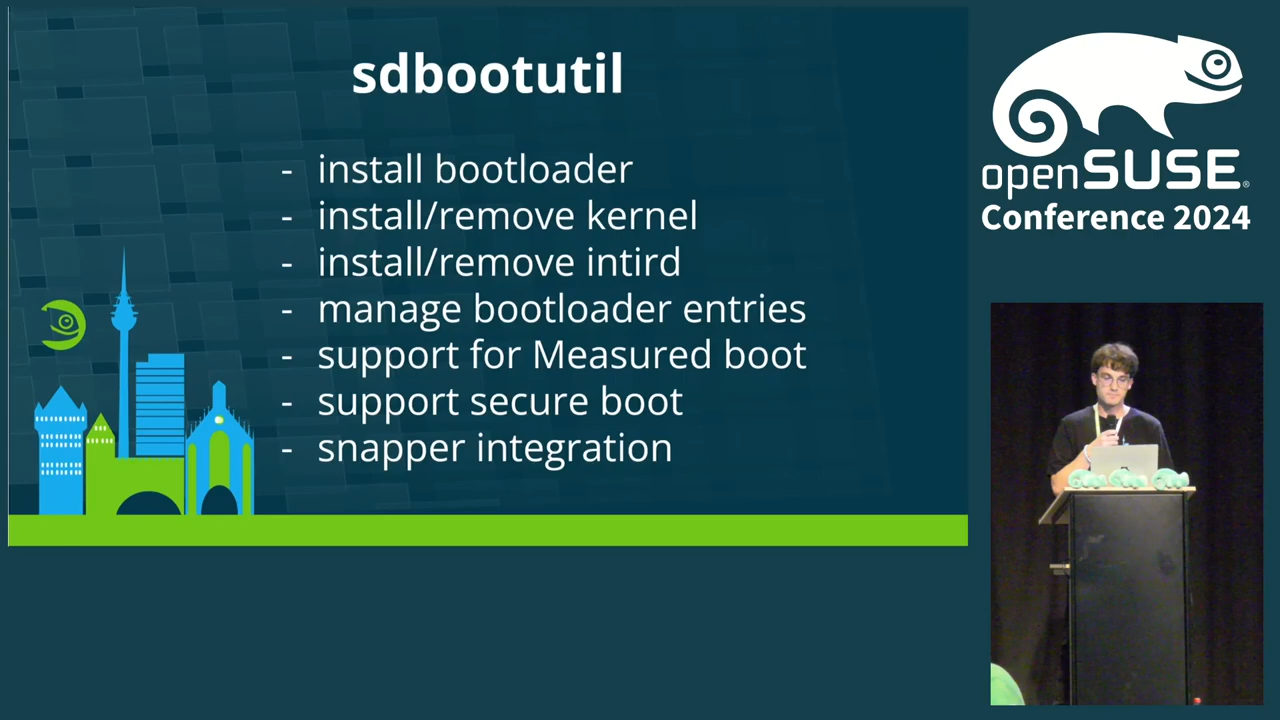 sdbootutil
- install bootloader
- install/remove kernel
- install/remove intird
- manage bootloader entries
- support for Measured boot
- support secure boot
- snapper integration
openSUSE®
Conference 2024